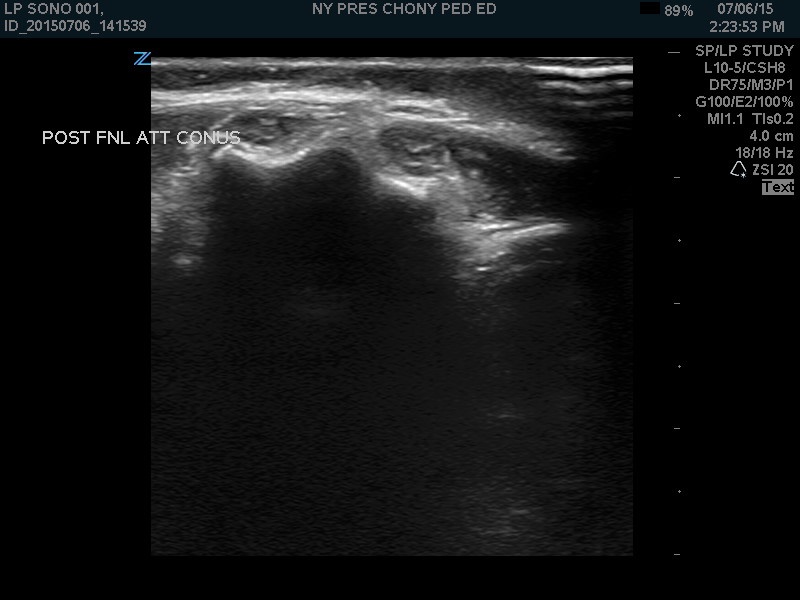 LP SONO 001,
ID_20150706_141539
NY PRES CHONY PED ED
89%
07/06/15
2:23:53 PM
SP/LP STUDY
L10-5/CSH8
DR75/M3/P1
G100/E2/100%
MI1.1 TIs0.2
4.0 cm
18/18 Hz
ZSI 20
Text
POST FNL ATT CONUS